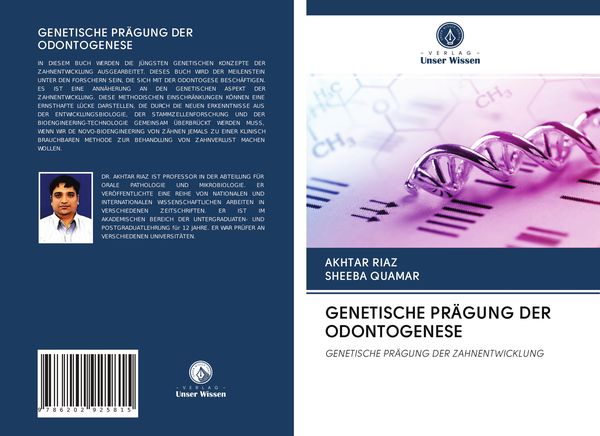 GENETISCHE PRÄGUNG DER
ODONTOGENESE
IN DIESEM BUCH WERDEN DIE JÜNGSTEN GENETISCHEN KONZEPTE DER
ZAHNENTWICKLUNG AUSGEARBEITET. DIESES BUCH WIRD DER MEILENSTEIN
UNTER DEN FORSCHERN SEIN, DIE SICH MIT DER ODONTOGESE BESCHÄFTIGEN.
ES IST EINE ANNÄHERUNG AN DEN GENETISCHEN ASPEKT DER
ZAHNENTWICKLUNG. DIESE METHODISCHEN EINSCHRÄNKUNGEN KÖNNEN EINE
ERNSTHAFTE LÜCKE DARSTELLEN, DIE DURCH DIE NEUEN ERKENNTNISSE AUS
DER ENTWICKLUNGSBIOLOGIE, DER STAMMZELLENFORSCHUNG UND DER
BIOENGINEERING-TECHNOLOGIE GEMEINSAM ÜBERBRÜCKT WERDEN MUSS,
WENN WIR DE NOVO-BIOENGINEERING VON ZÄHNEN JEMALS ZU EINER KLINISCH
BRAUCHBAREN METHODE ZUR BEHANDLUNG VON ZAHNVERLUST MACHEN
WOLLEN.
DR. AKHTAR RIAZ IST PROFESSOR IN DER ABTEILUNG FÜR
ORALE PATHOLOGIE UND MIKROBIOLOGIE. ER
VERÖFFENTLICHTE EINE REIHE VON NATIONALEN UND
INTERNATIONALEN WISSENSCHAFTLICHEN ARBEITEN IN
VERSCHIEDENEN ZEITSCHRIFTEN. ER IST IM
AKADEMISCHEN BEREICH DER UNTERGRADUATEN- UND
POSTGRADUATLEHRUNG für 12 JAHRE. ER WAR PRÜFER AN
VERSCHIEDENEN UNIVERSITÄTEN.
9 786202 925815
- VERLAG -
Unser Wissen
- VERLAG -
Unser Wissen
CH₃
CH₃
H₃C
AKHTAR RIAZ
SHEEBA QUAMAR
GENETISCHE PRÄGUNG DER
ODONTOGENESE
GENETISCHE PRÄGUNG DER ZAHNENTWICKLUNG